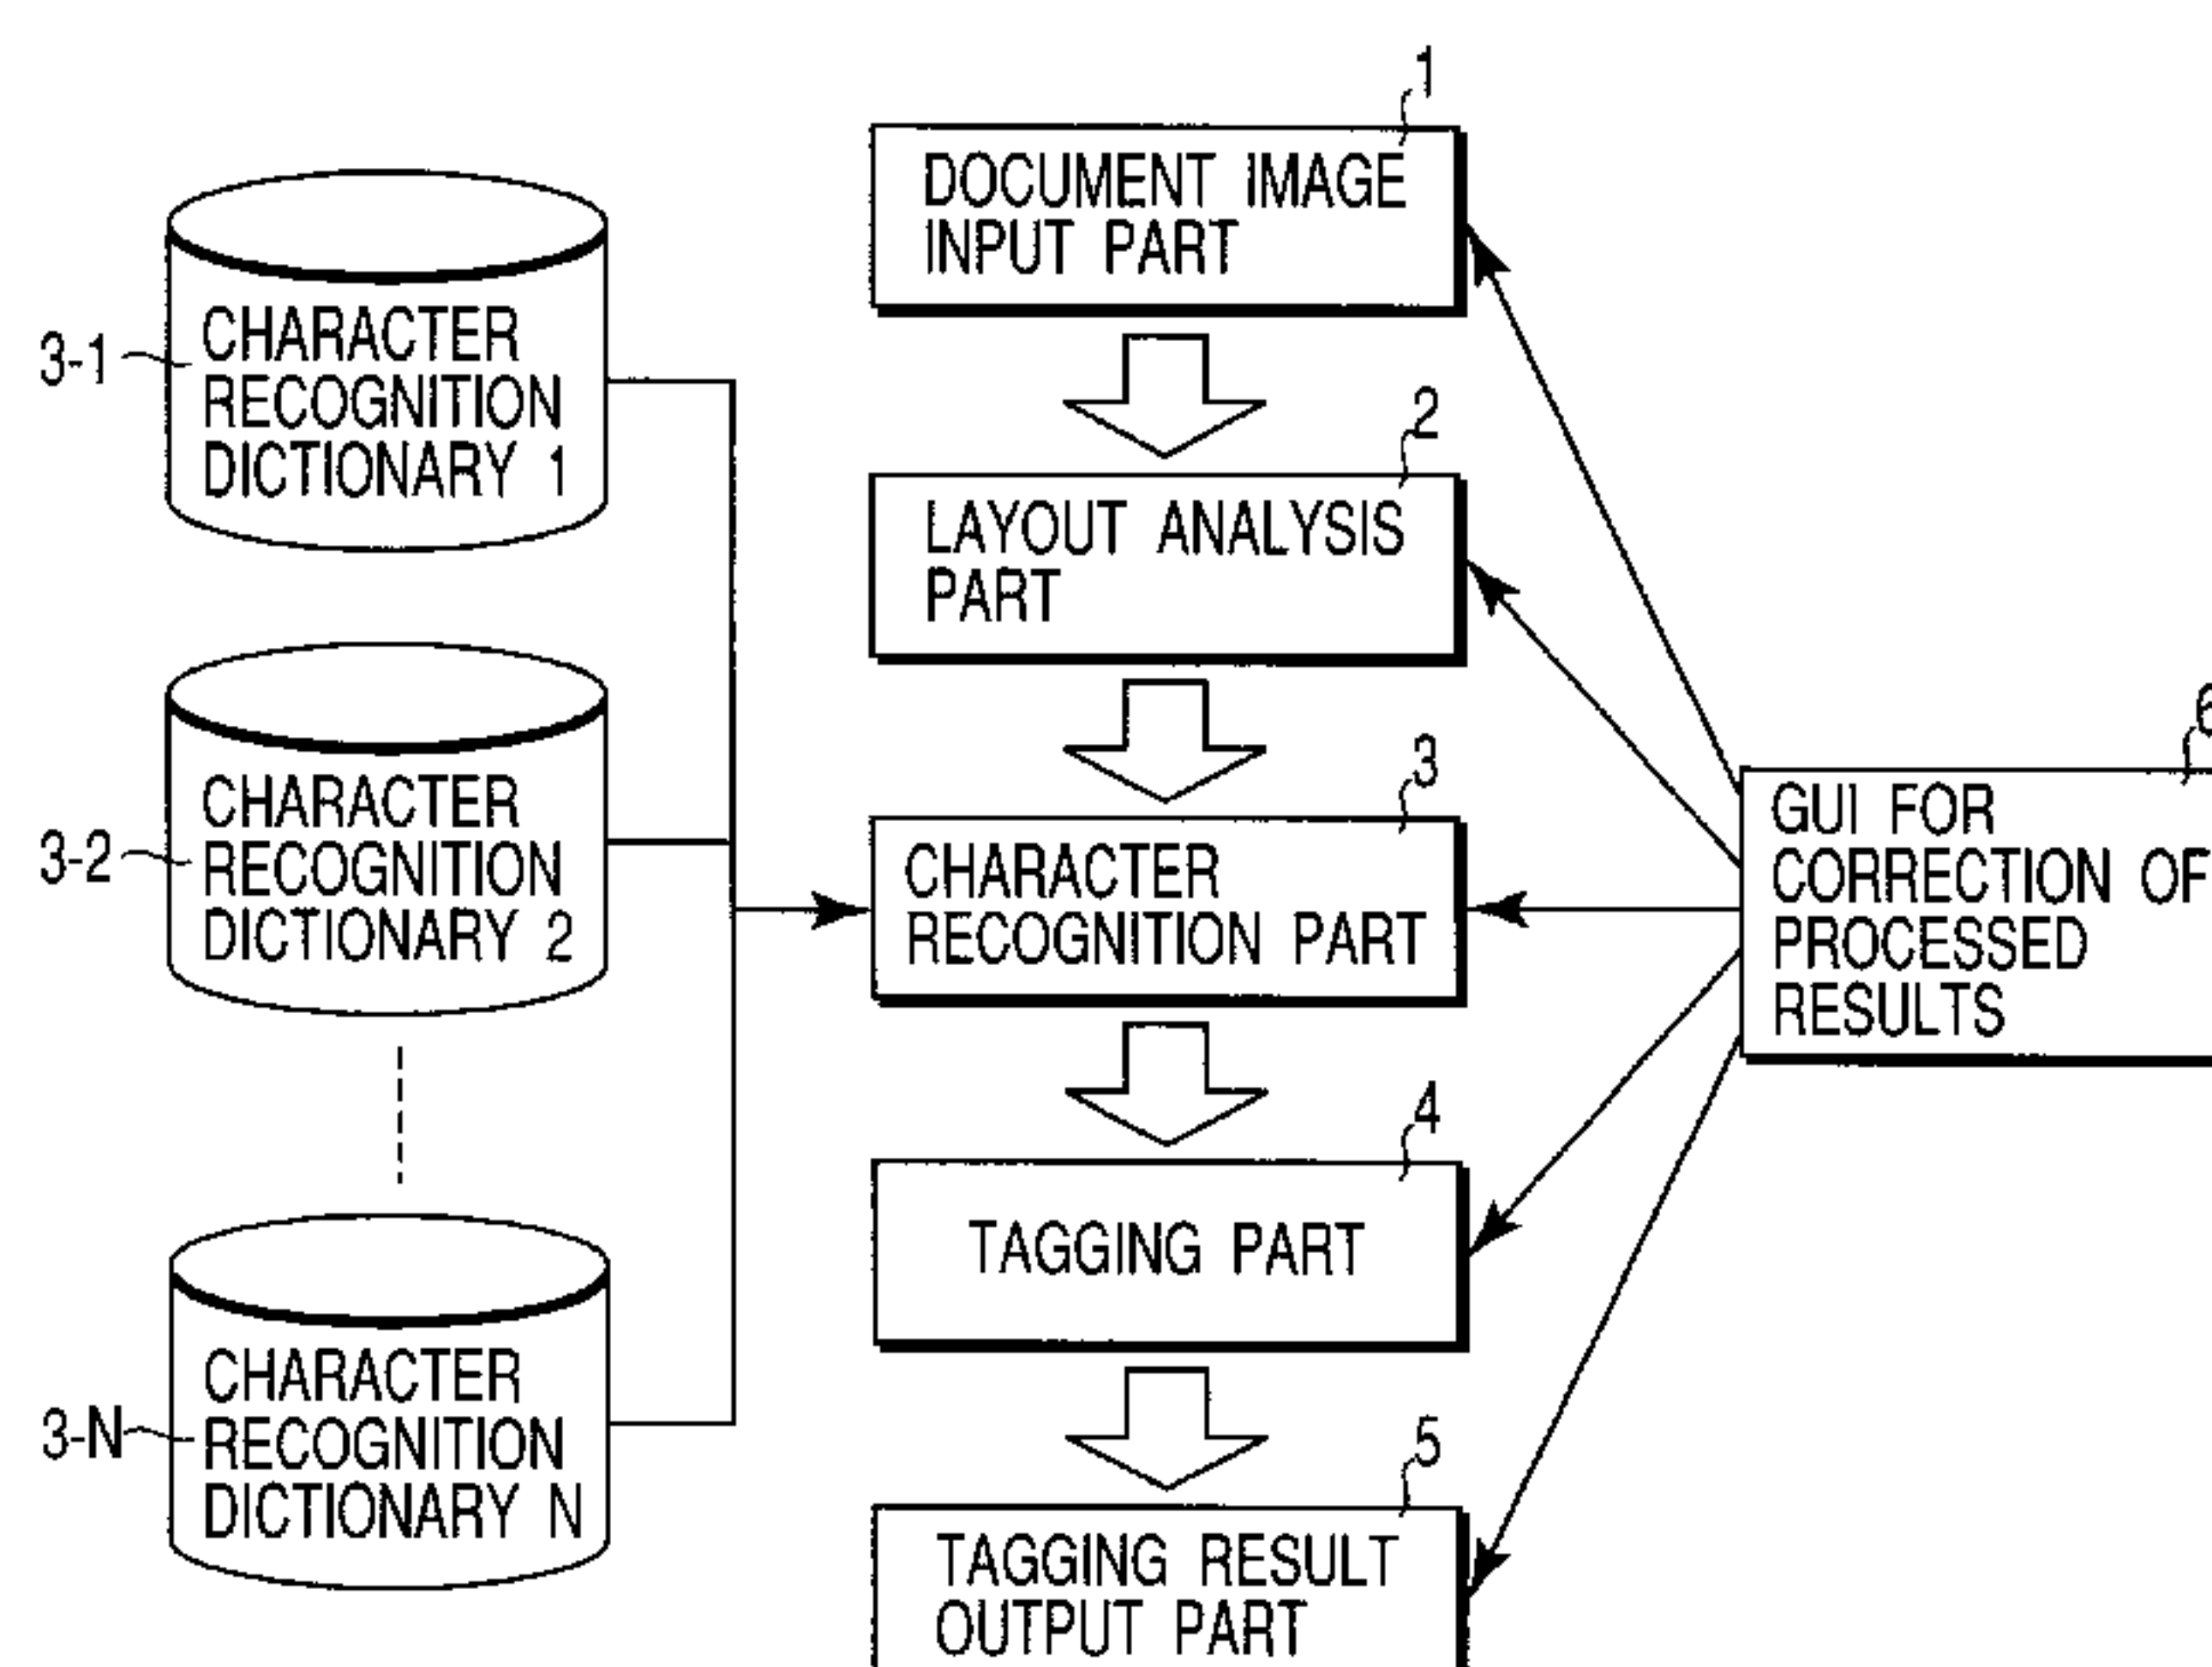 1
DOCUMENT IMAGE
INPUT PART
3-1
CHARACTER
RECOGNITION
DICTIONARY 1
2
LAYOUT ANALYSIS
PART
3-2
CHARACTER
RECOGNITION
DICTIONARY 2
3
CHARACTER
RECOGNITION PART
6
GUI FOR
CORRECTION OF
PROCESSED
RESULTS
4
TAGGING PART
3-N
CHARACTER
RECOGNITION
DICTIONARY N
5
TAGGING RESULT
OUTPUT PART